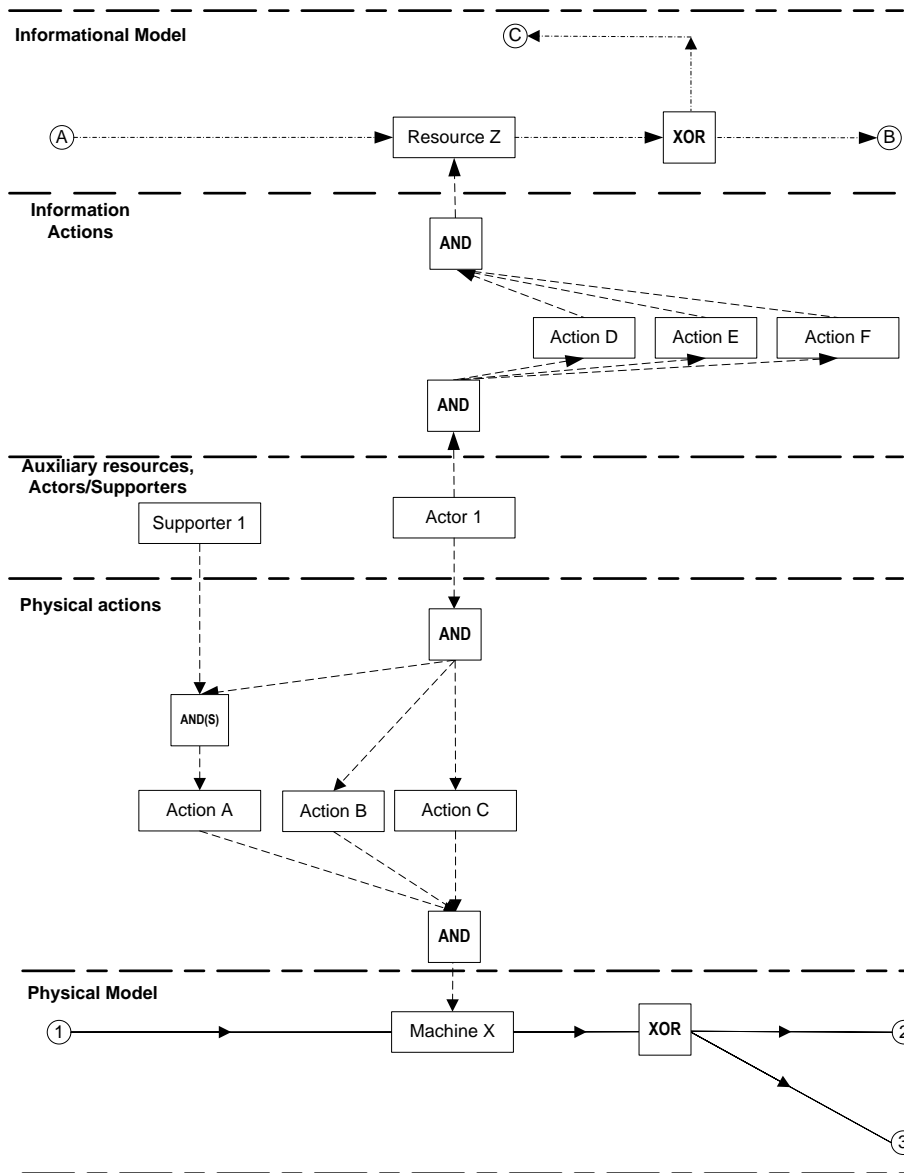 Informational Model
C
A
Resource Z
XOR
B
Information
Actions
AND
Action D
Action E
Action F
AND
Auxiliary resources,
Actors/Supporters
Supporter 1
Actor 1
Physical actions
AND
AND(S)
Action A
Action B
Action C
AND
Physical Model
1
Machine X
XOR
2
3